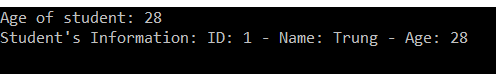 Age of student: 28
Student's Information: ID: 1 - Name: Trung - Age: 28